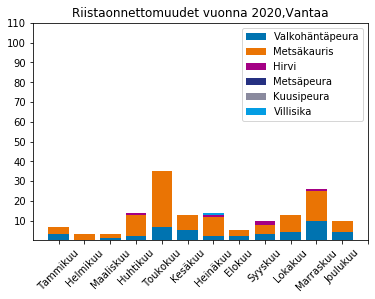 Riistaonnettomuudet vuonna 2020,Vantaa
110
100
90
80
70
60
50
40
30
20
10
Valkohäntäpeura
Metsäkauris
Hirvi
Metsäpeura
Kuusipeura
Villisika
Tammikuu
Helmikuu
Maaliskuu
Huhtikuu
Toukokuu
Kesäkuu
Heinäkuu
Elokuu
Syyskuu
Lokakuu
Marraskuu
Joulukuu